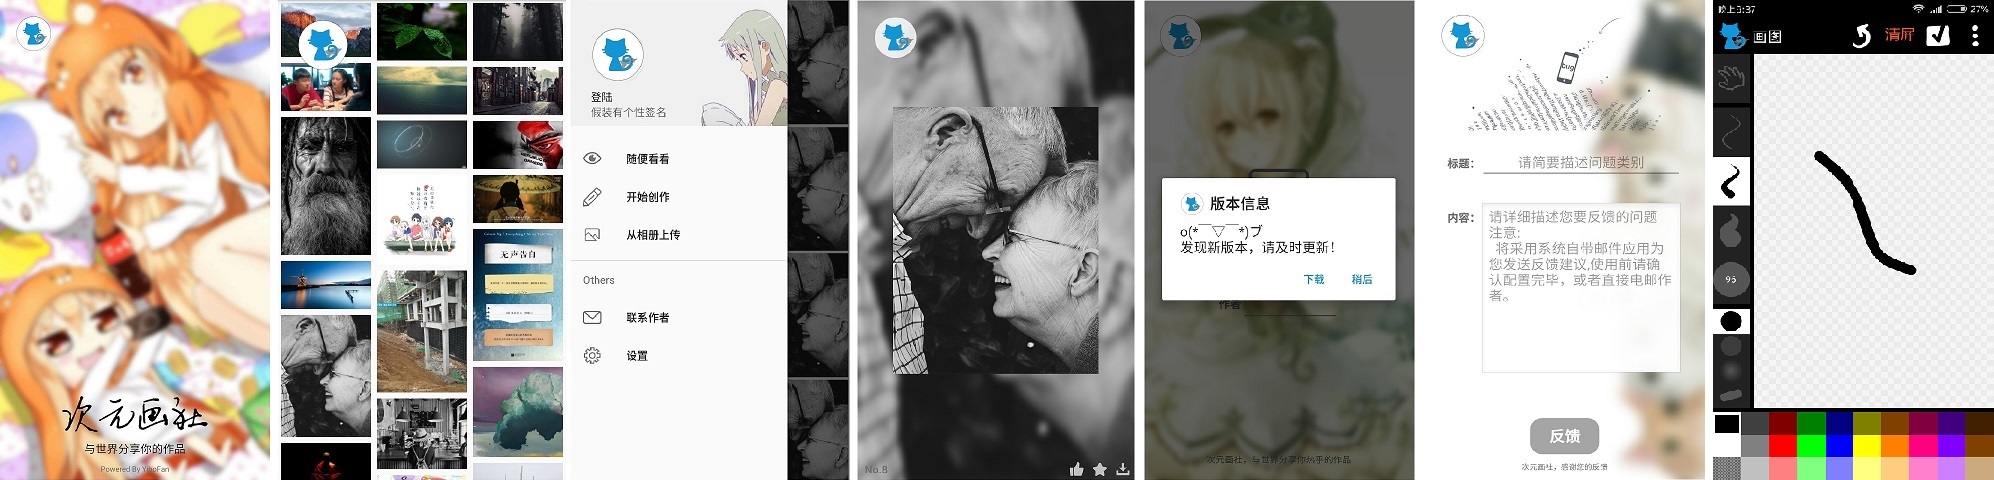 次元画社
与世界分享你的作品
Powered By YiboFan
无声告白
登陆
假装有个性签名
随便看看
开始创作
从相册上传
Others
联系作者
设置
No.8
版本信息
o(*￣▽￣*)ブ
发现新版本，请及时更新！
下载 稍后
作者
次元画社，与世界分享你热乎的作品
bug
标题: 请简要描述问题类别
内容: 请详细描述您要反馈的问题
注意:
将采用系统自带邮件应用为
您发送反馈建议,使用前请确
认配置完毕，或者直接电邮作
者。
反馈
次元画社，感谢您的反馈
27%
清屏